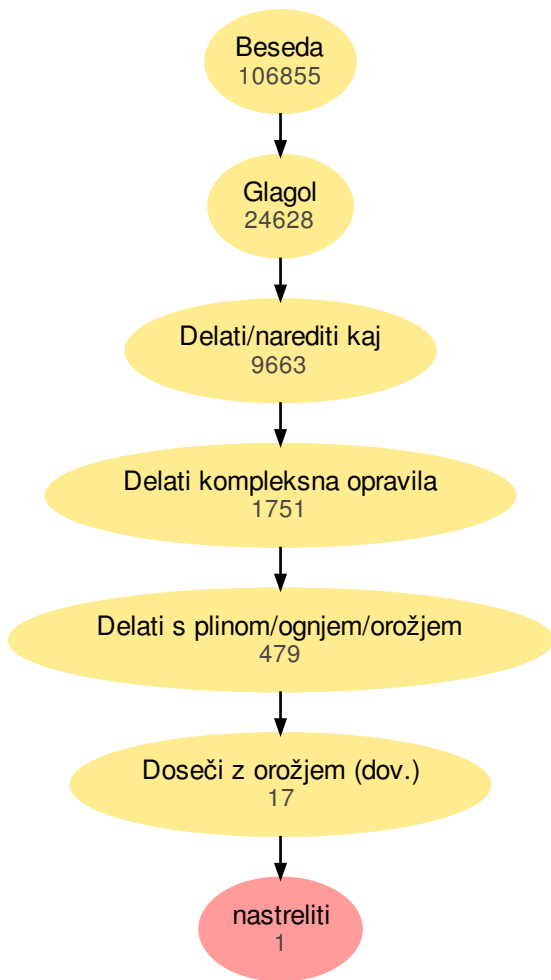 Beseda
106855
Glagol
24628
Delati/narediti kaj
9663
Delati kompleksna opravila
1751
Delati s plinom/ognjem/orožjem
479
Doseči z orožjem (dov.)
17
nastreliti
1